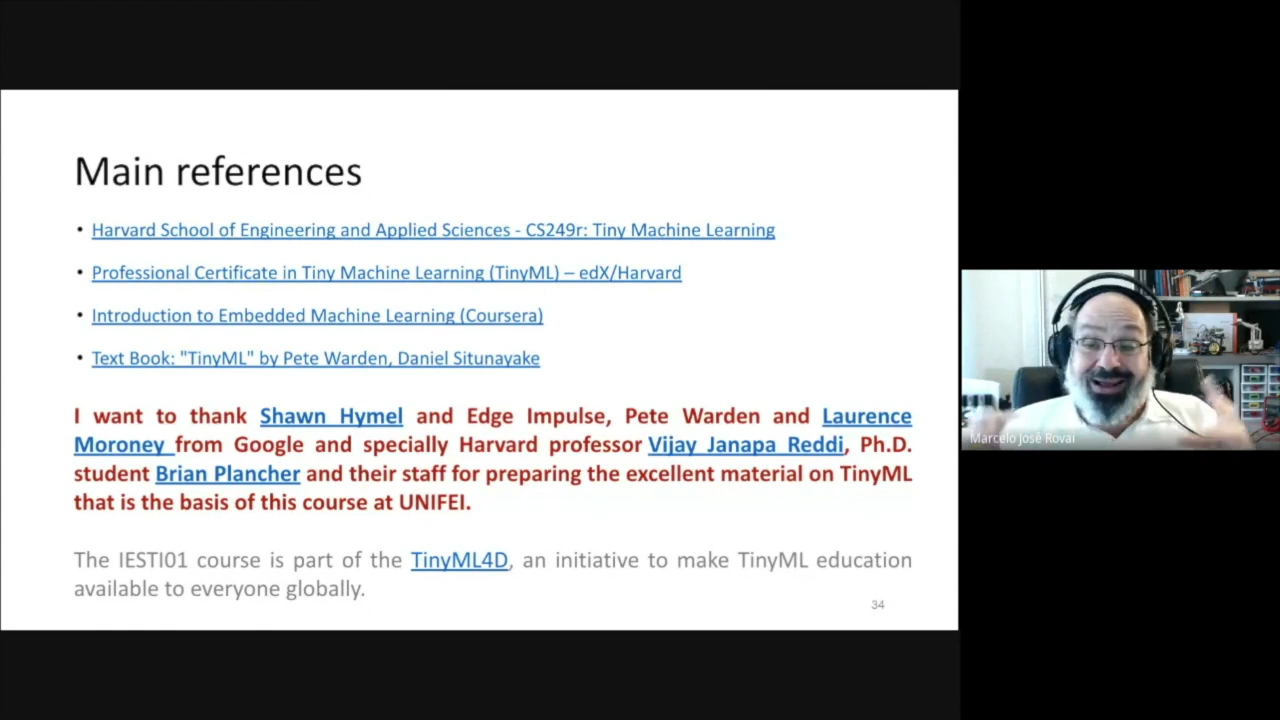 Main references
• Harvard School of Engineering and Applied Sciences - CS249r: Tiny Machine Learning
• Professional Certificate in Tiny Machine Learning (TinyML) – edX/Harvard
• Introduction to Embedded Machine Learning (Coursera)
• Text Book: "TinyML" by Pete Warden, Daniel Situnayake
I want to thank Shawn Hymel and Edge Impulse, Pete Warden and Laurence
Moroney from Google and specially Harvard professor Vijay Janapa Reddi, Ph.D.
student Brian Plancher and their staff for preparing the excellent material on TinyML
that is the basis of this course at UNIFEI.
The IESTI01 course is part of the TinyML4D, an initiative to make TinyML education
available to everyone globally.
34
Marcelo José Rovai